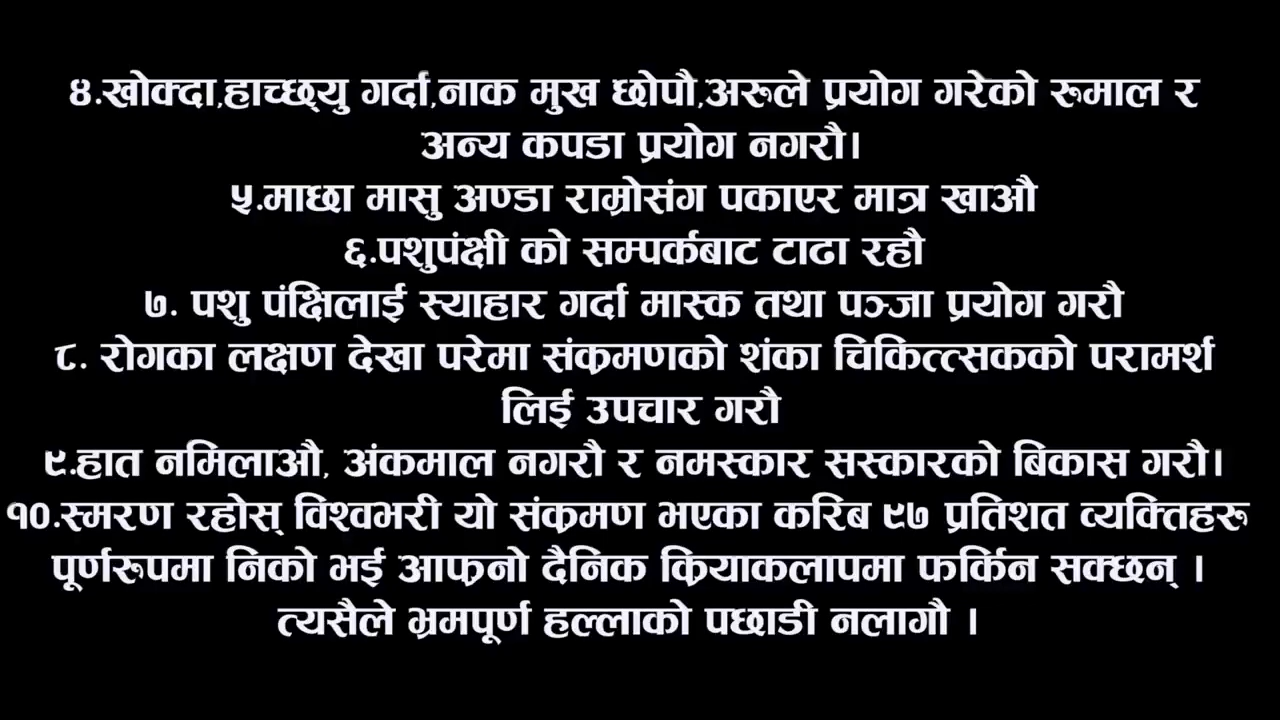 ४.खोक्दा,हाच्छ्यु गर्दा,नाक मुख छोपौ,अरुले प्रयोग गरेको रुमाल र
अन्य कपडा प्रयोग नगरौ।
५.माछा मासु अण्डा राम्रोसंग पकाएर मात्र खाऔ
६.पशुपंक्षी को सम्पर्कबाट टाढा रहौ
७. पशु पंक्षिलाई स्याहार गर्दा मास्क तथा पञ्जा प्रयोग गरौ
८. रोगका लक्षण देखा परेमा संक्रमणको शंका चिकित्त्सकको परामर्श
लिई उपचार गरौ
९.हात नमिलाऔ, अंकमाल नगरौ र नमस्कार सस्कारको बिकास गरौ।
१०.स्मरण रहोस् विश्वभरी यो संक्रमण भएका करिब ९७ प्रतिशत व्यक्तिहरु
पूर्णरुपमा निको भई आफ्रनो दैनिक क्रियाकलापमा फर्किन सक्छन् ।
त्यसैले भ्रमपूर्ण हल्लाको पछाडी नलागौ ।